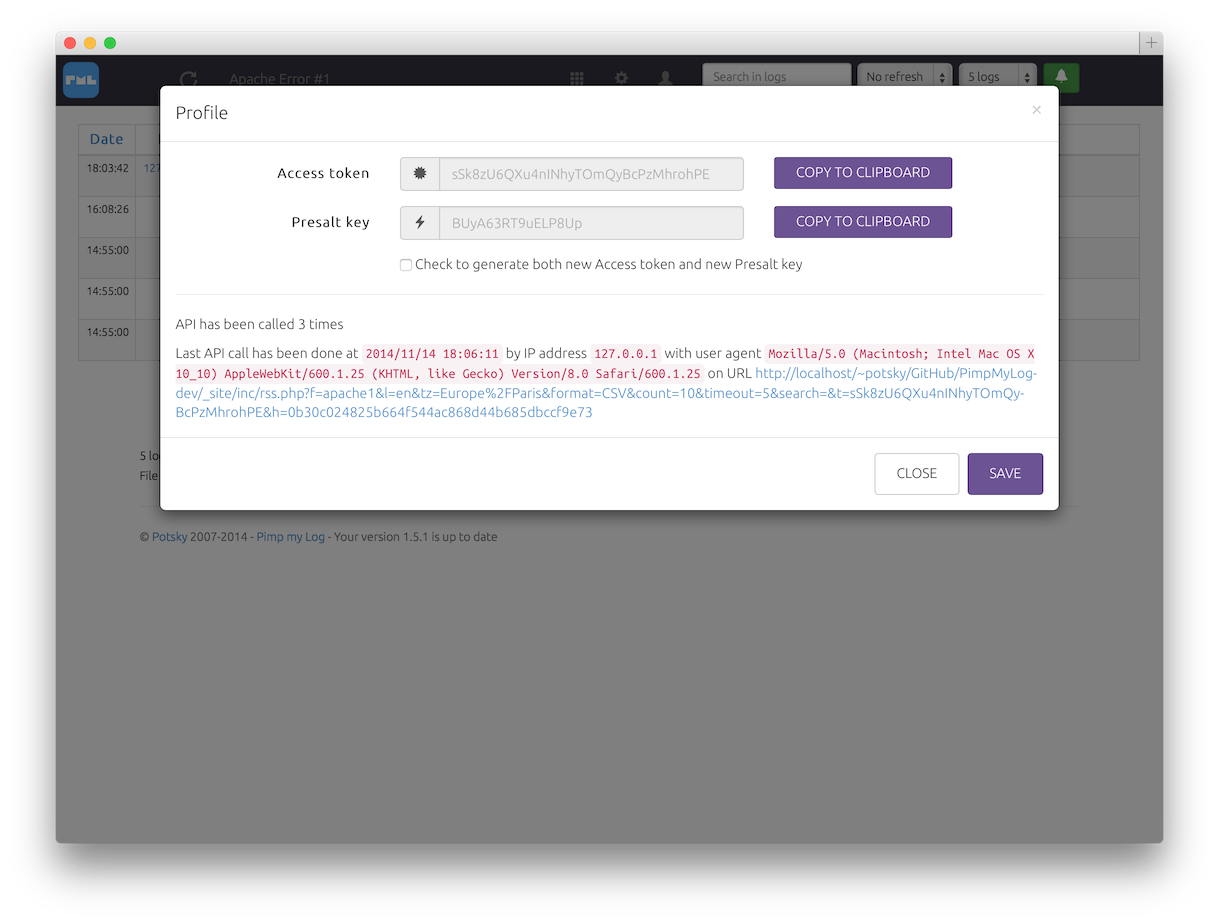 PML
Apache Error #1
Search in logs
No refresh
5 logs
Profile
×
Date
18:03:42
127
16:08:26
14:55:00
14:55:00
14:55:00
Access token
sSk8zU6QXu4nINhyTOmQyBcPzMhrohPE
COPY TO CLIPBOARD
Presalt key
BUyA63RT9uELP8Up
COPY TO CLIPBOARD
Check to generate both new Access token and new Presalt key
API has been called 3 times
Last API call has been done at 2014/11/14 18:06:11 by IP address 127.0.0.1 with user agent Mozilla/5.0 (Macintosh; Intel Mac OS X
10_10) AppleWebKit/600.1.25 (KHTML, like Gecko) Version/8.0 Safari/600.1.25 on URL http://localhost/~potsky/GitHub/PimpMyLog-
dev/_site/inc/rss.php?f=apache1&l=en&tz=Europe%2FParis&format=CSV&count=10&timeout=5&search=&t=sSk8zU6QXu4nINhyTOmQy-
BcPzMhrohPE&h=0b30c024825b664f544ac868d44b685dbccf9e73
CLOSE
SAVE
5 lo
File
© Potsky 2007-2014 - Pimp my Log - Your version 1.5.1 is up to date